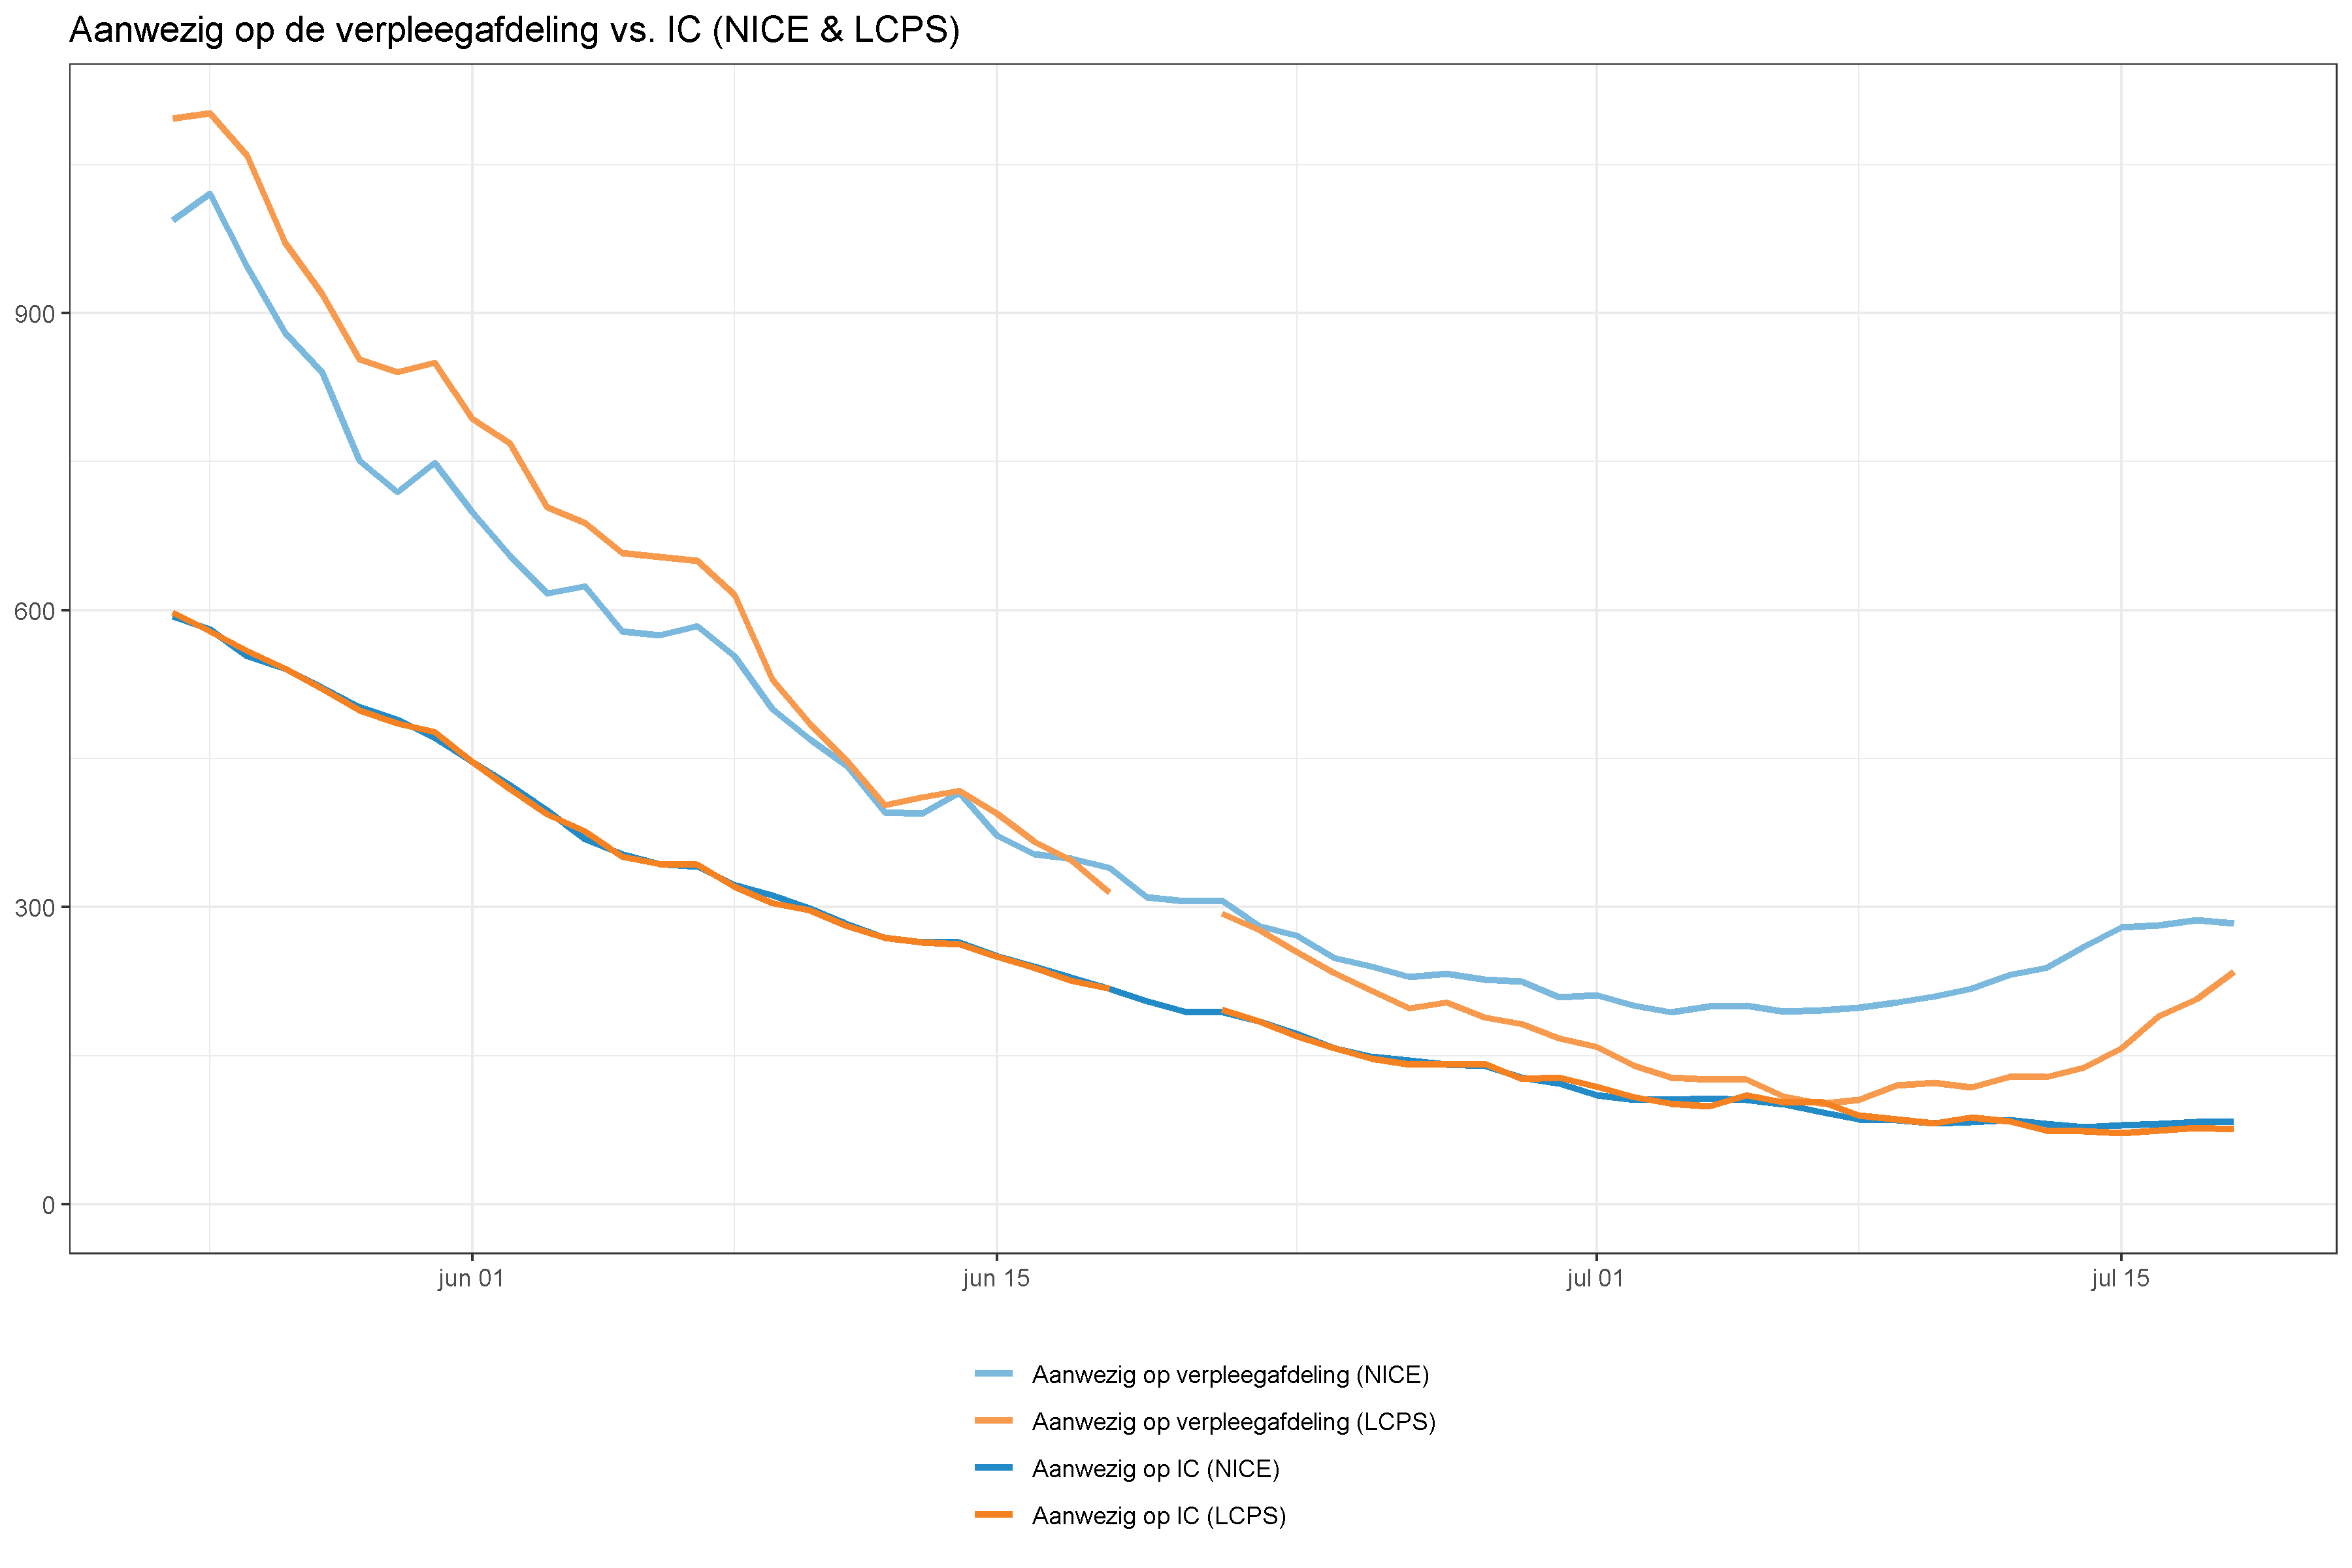 Aanwezig op de verpleegafdeling vs. IC (NICE & LCPS)
900
600
300
0
jun 01
jun 15
jul 01
jul 15
Aanwezig op verpleegafdeling (NICE)
Aanwezig op verpleegafdeling (LCPS)
Aanwezig op IC (NICE)
Aanwezig op IC (LCPS)